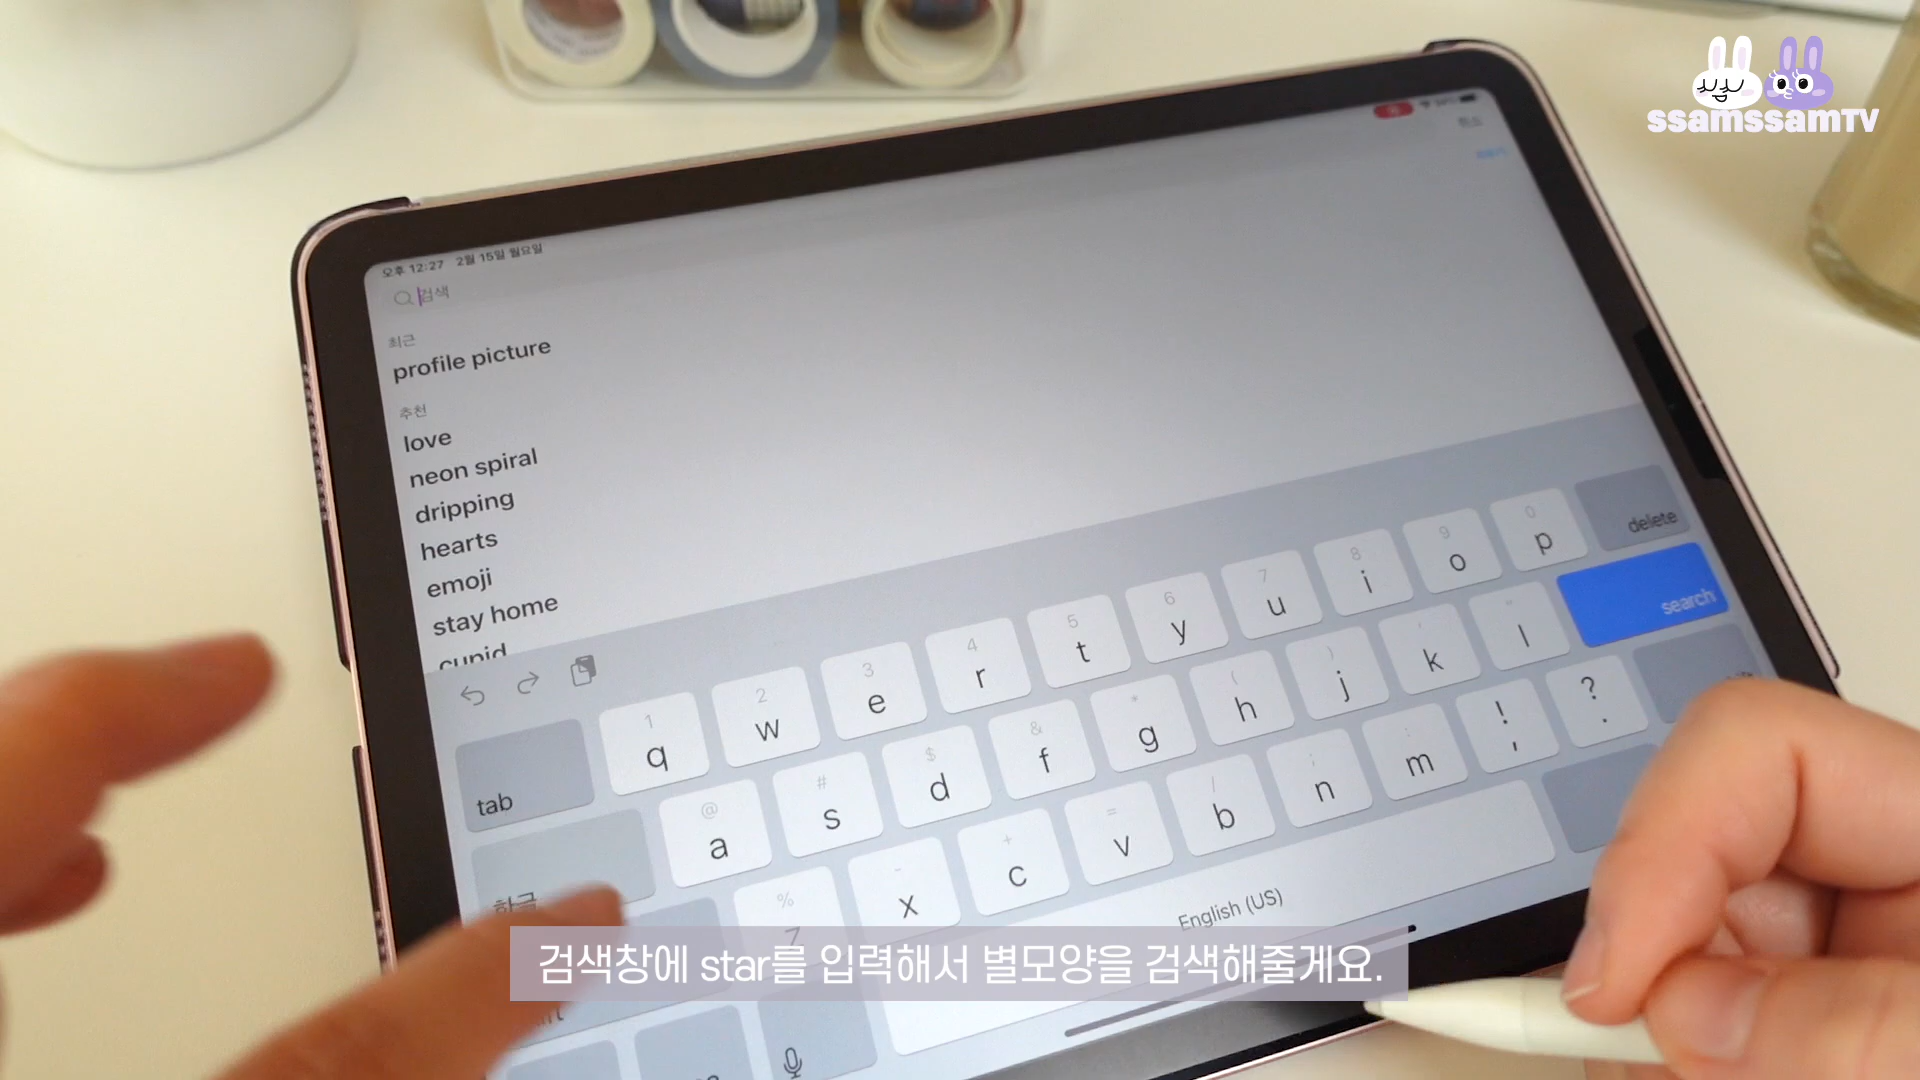 ssamssamTV
오후 12:27 2월 15일 월요일
검색
최근
profile picture
추천
love
neon spiral
dripping
hearts
emoji
stay home
cupid
1 2 3 4 5 6 7 8 9 0
tab q w e r t y u i o p delete
@ # $ & * ( ) ' "
한글 a s d f g h j k l search
% - + = / ; : ! ?
z x c v b n m , .
English (US)
검색창에 star를 입력해서 별모양을 검색해줄게요.